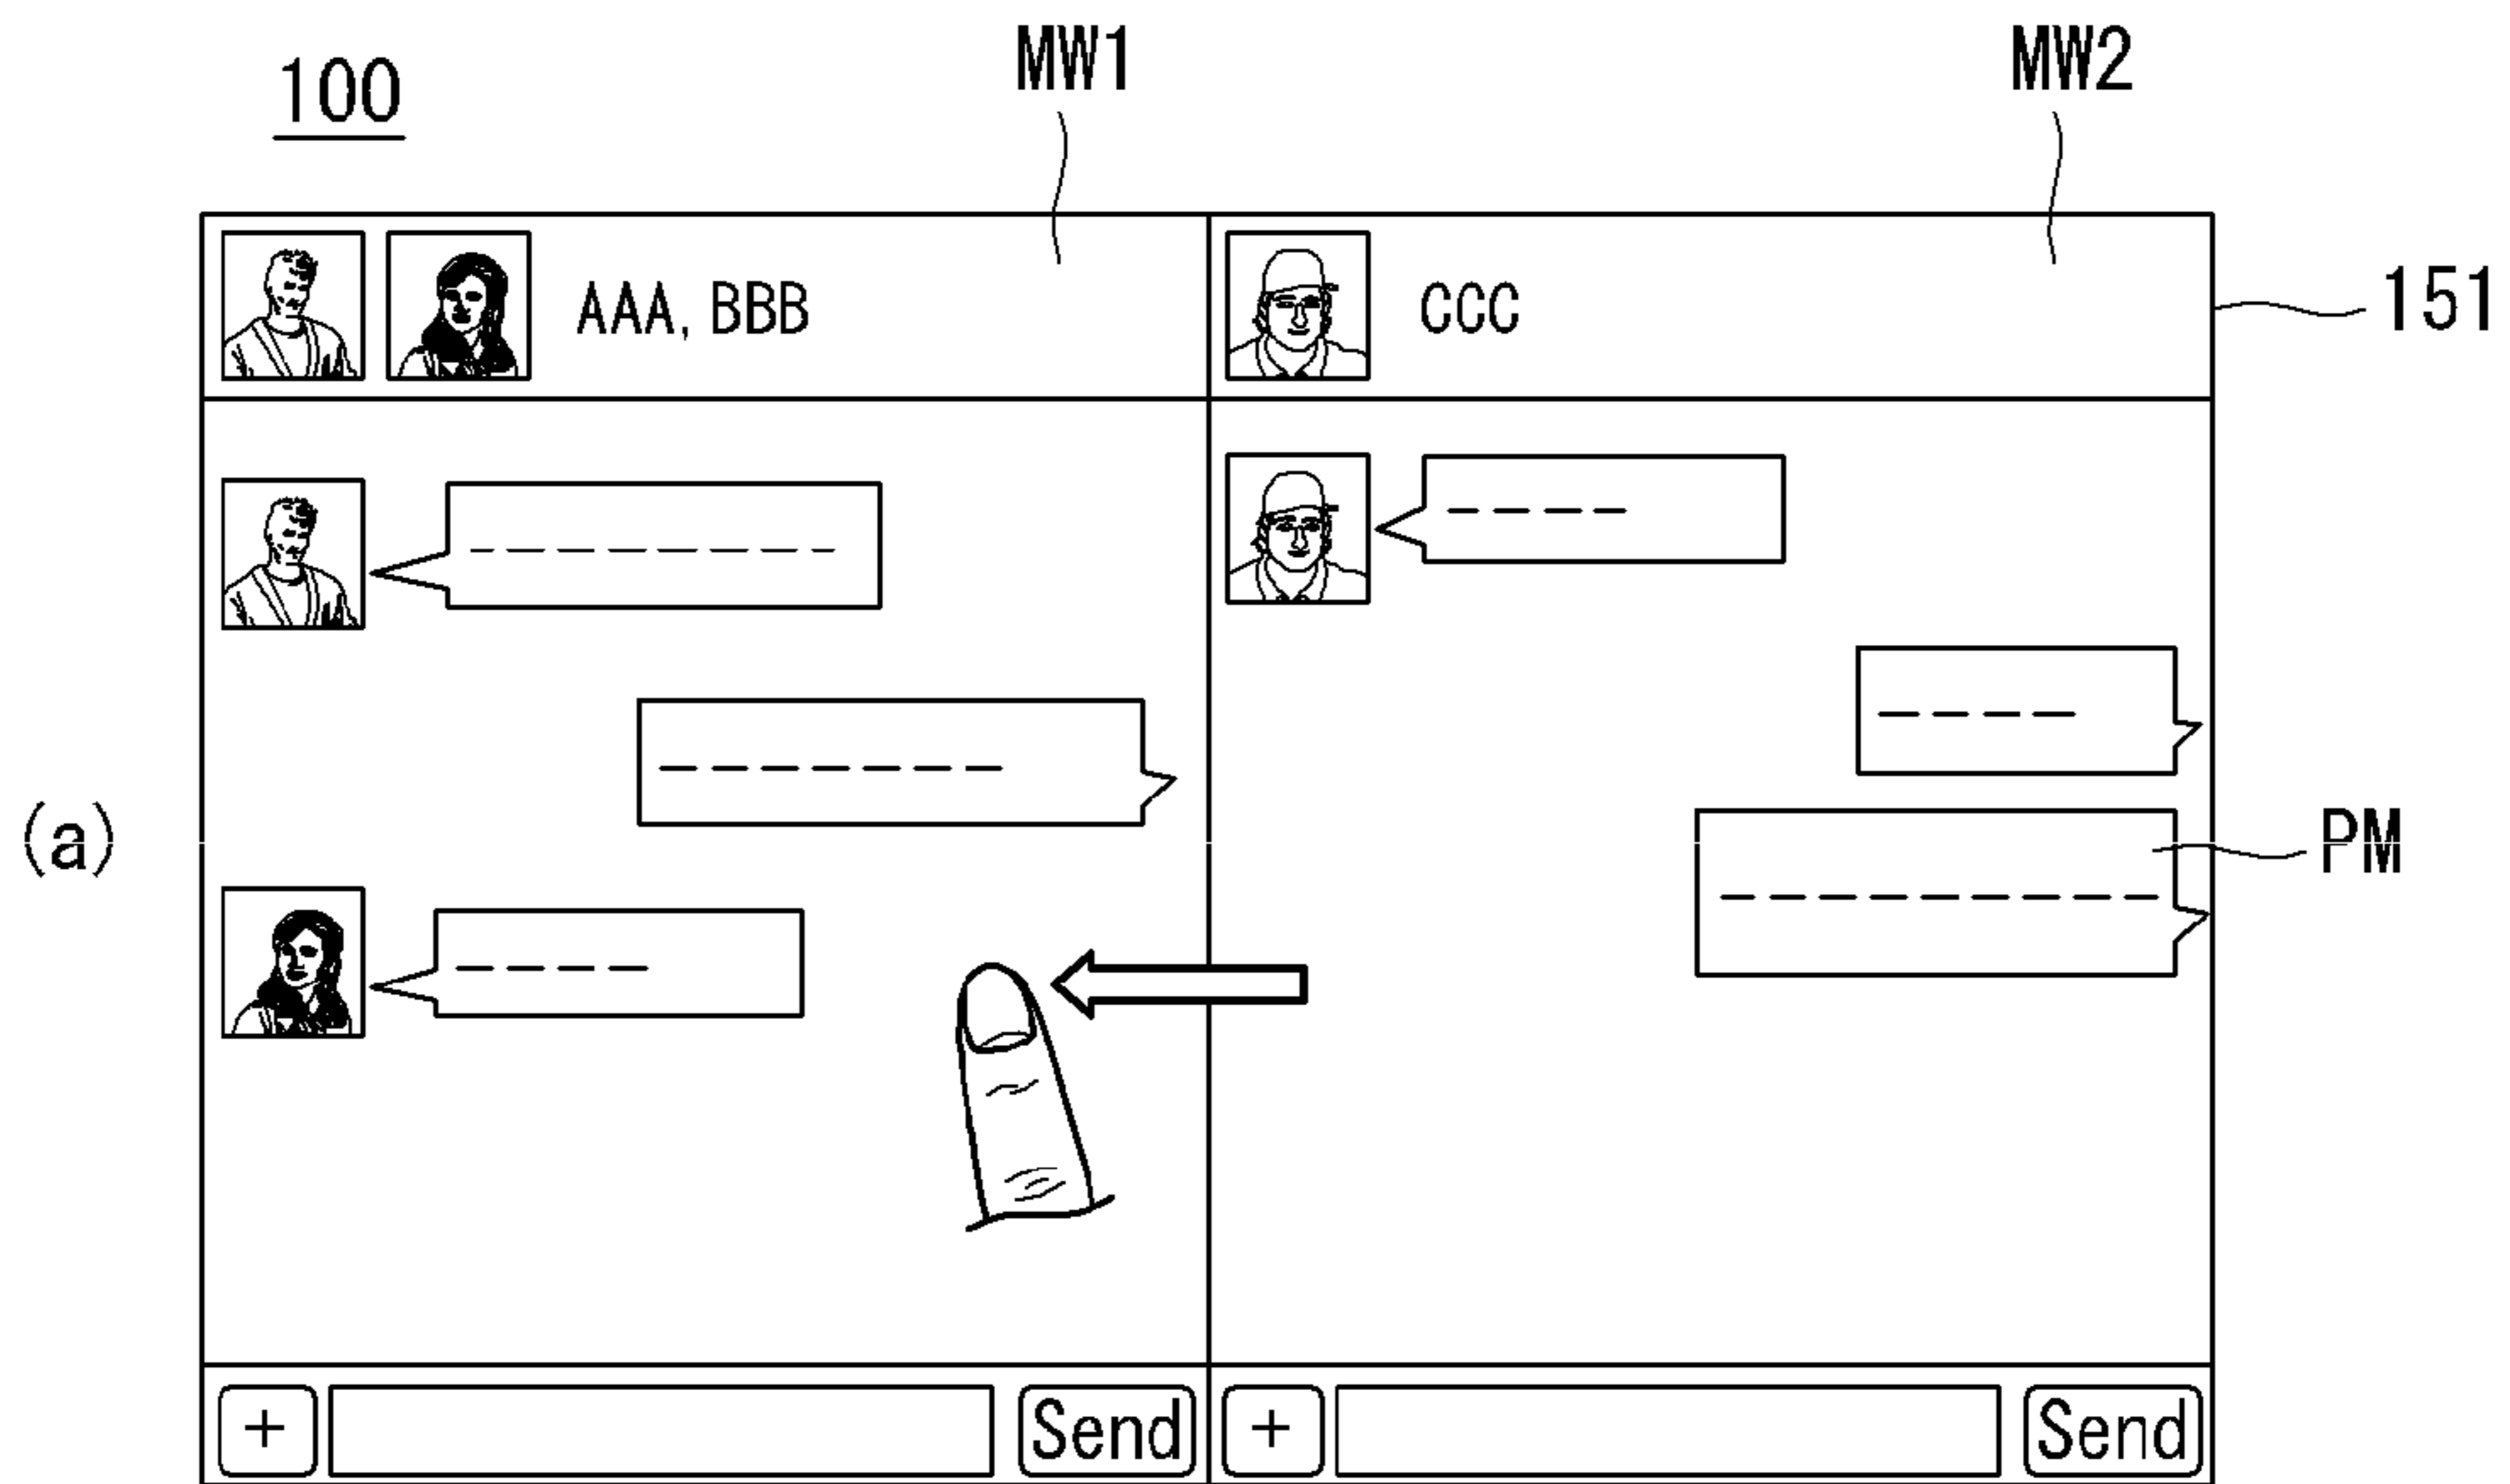 100
MW1
MW2
AAA, BBB
CCC
151
(a)
PM
+
Send
+
Send